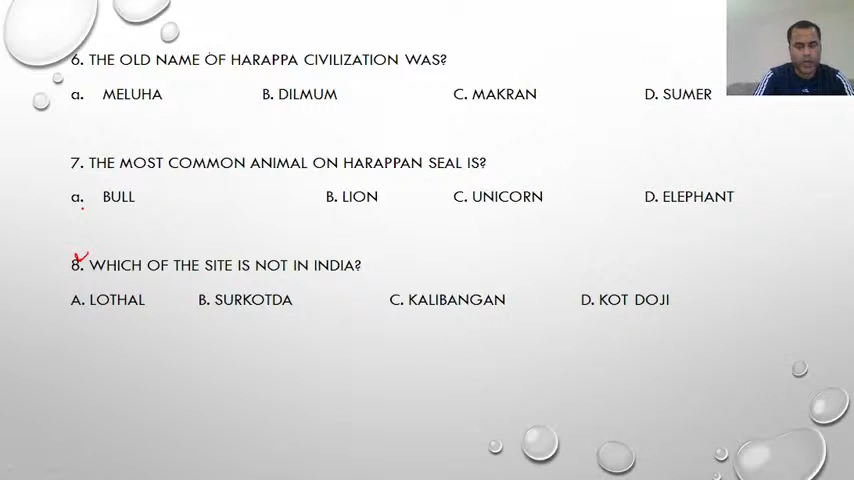 6. THE OLD NAME OF HARAPPA CIVILIZATION WAS?
a. MELUHA B. DILMUM C. MAKRAN D. SUMER
7. THE MOST COMMON ANIMAL ON HARAPPAN SEAL IS?
a. BULL B. LION C. UNICORN D. ELEPHANT
8. WHICH OF THE SITE IS NOT IN INDIA?
A. LOTHAL B. SURKOTDA C. KALIBANGAN D. KOT DOJI